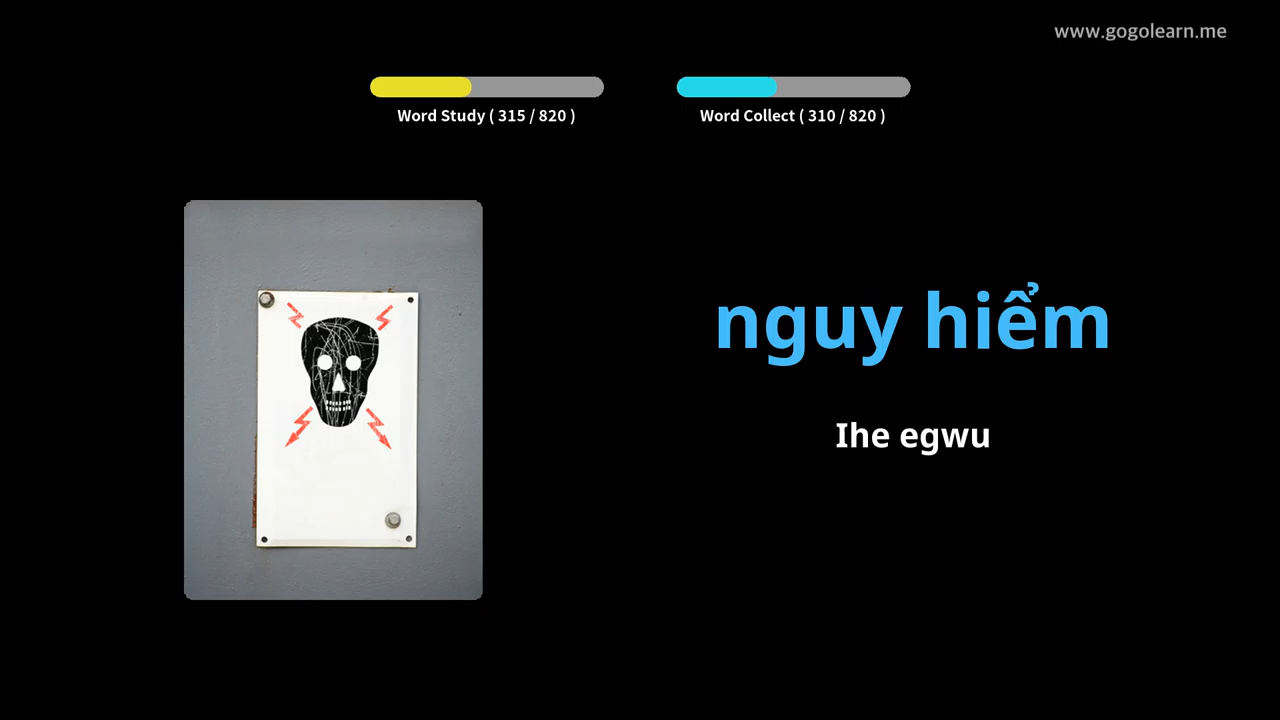 www.gogolearn.me
Word Study ( 315 / 820 )
Word Collect ( 310 / 820 )
nguy hiểm
Ihe egwu